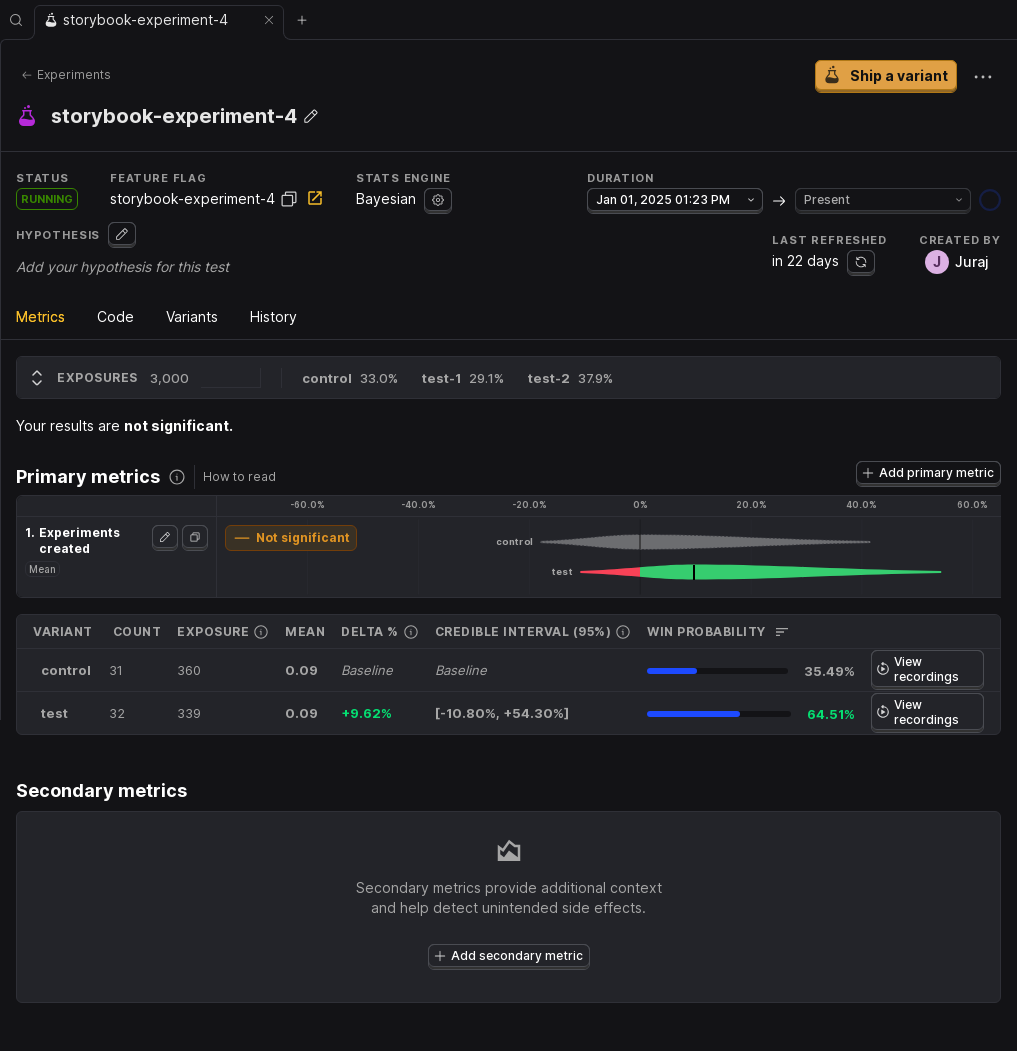 storybook-experiment-4
Experiments
Ship a variant
storybook-experiment-4
STATUS
FEATURE FLAG
STATS ENGINE
DURATION
RUNNING
storybook-experiment-4
Bayesian
Jan 01, 2025 01:23 PM
Present
HYPOTHESIS
LAST REFRESHED
CREATED BY
Add your hypothesis for this test
in 22 days
J Juraj
Metrics Code Variants History
EXPOSURES 3,000 control 33.0% test-1 29.1% test-2 37.9%
Your results are not significant.
Primary metrics How to read
Add primary metric
-60.0% -40.0% -20.0% 0% 20.0% 40.0% 60.0%
1. Experiments
created
Mean
Not significant
control
test
VARIANT COUNT EXPOSURE MEAN DELTA % CREDIBLE INTERVAL (95%) WIN PROBABILITY
control 31 360 0.09 Baseline Baseline 35.49% View
recordings
test 32 339 0.09 +9.62% [-10.80%, +54.30%] 64.51% View
recordings
Secondary metrics
Secondary metrics provide additional context
and help detect unintended side effects.
Add secondary metric